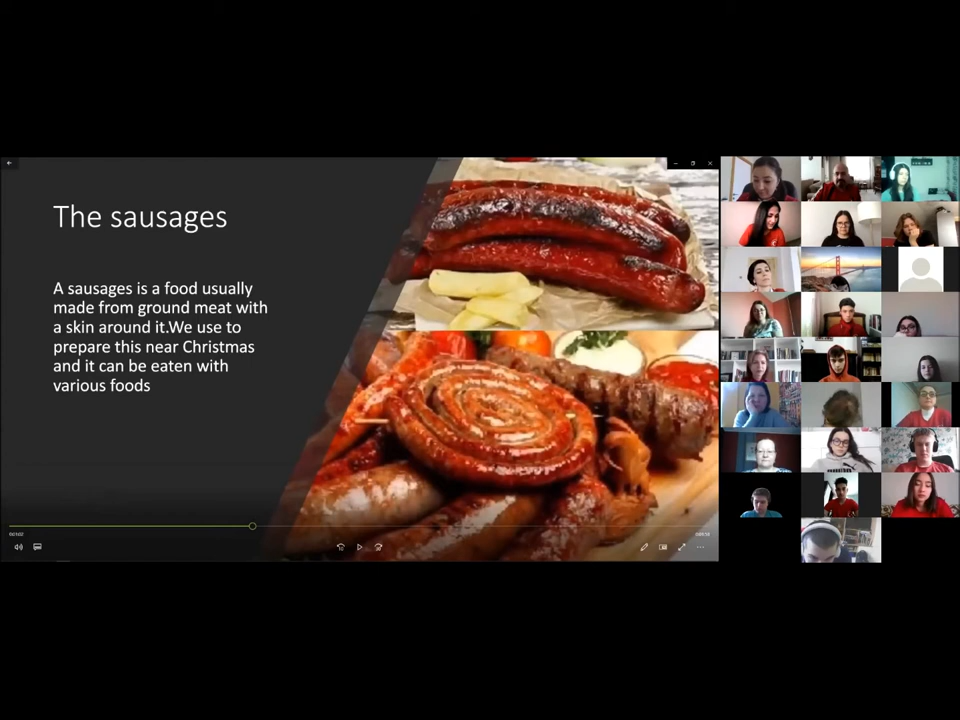 The sausages
A sausages is a food usually
made from ground meat with
a skin around it.We use to
prepare this near Christmas
and it can be eaten with
various foods